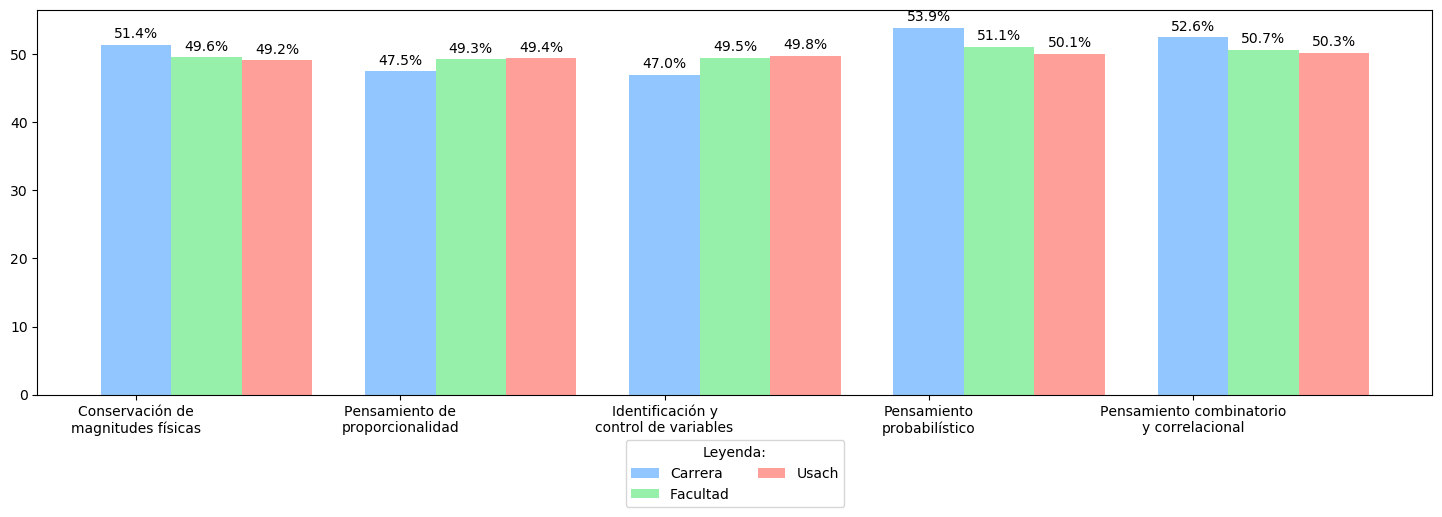 53.9%
52.6%
51.4%
51.1%
50.7%
50.3%
50.1%
49.6%
49.2%
49.3%
49.4%
49.5%
49.8%
47.5%
47.0%
50
40
30
20
10
0
Conservación de
magnitudes físicas
Pensamiento de
proporcionalidad
Identificación y
control de variables
Pensamiento
probabilístico
Pensamiento combinatorio
y correlacional
Leyenda:
Carrera
Facultad
Usach